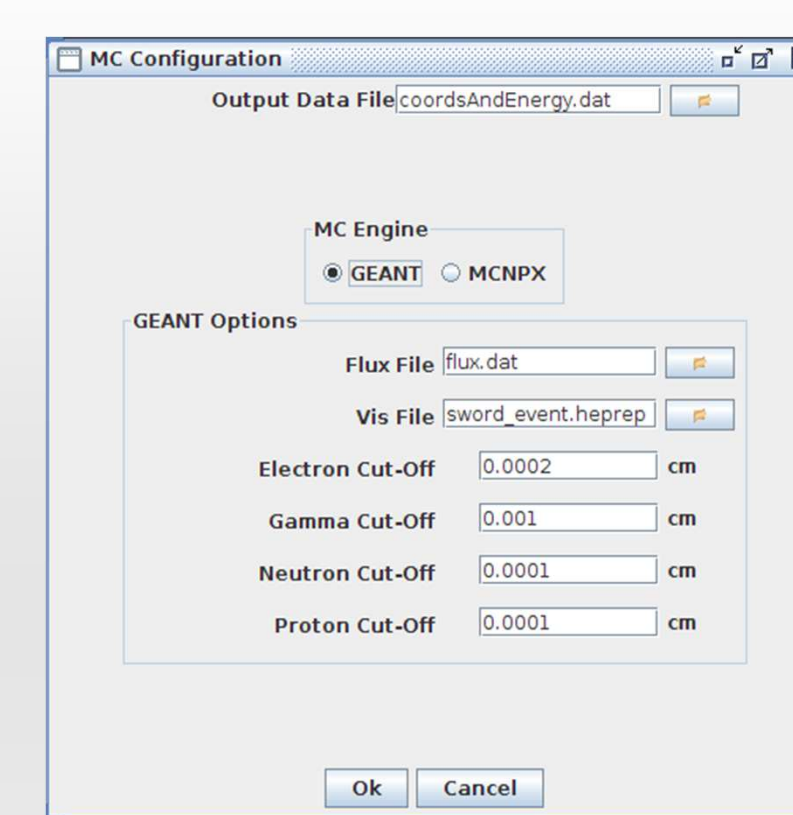 MC Configuration
Output Data File coordsAndEnergy.dat
MC Engine
GEANT MCNPX
GEANT Options
Flux File flux.dat
Vis File sword_event.heprep
Electron Cut-Off 0.0002 cm
Gamma Cut-Off 0.001 cm
Neutron Cut-Off 0.0001 cm
Proton Cut-Off 0.0001 cm
Ok Cancel